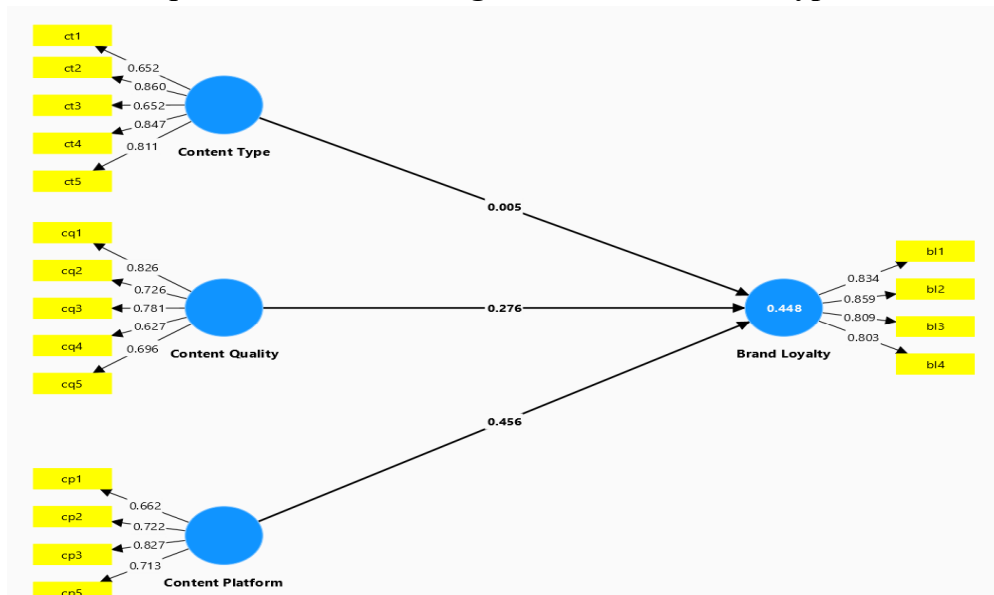 ct1
ct2
ct3
ct4
ct5
0.652
0.860
0.652
0.847
0.811
Content Type
0.005
cq1
cq2
cq3
cq4
cq5
0.826
0.726
0.781
0.627
0.696
Content Quality
0.276
cp1
cp2
cp3
cp5
0.662
0.722
0.827
0.713
Content Platform
0.456
0.448
Brand Loyalty
0.834
0.859
0.809
0.803
bl1
bl2
bl3
bl4